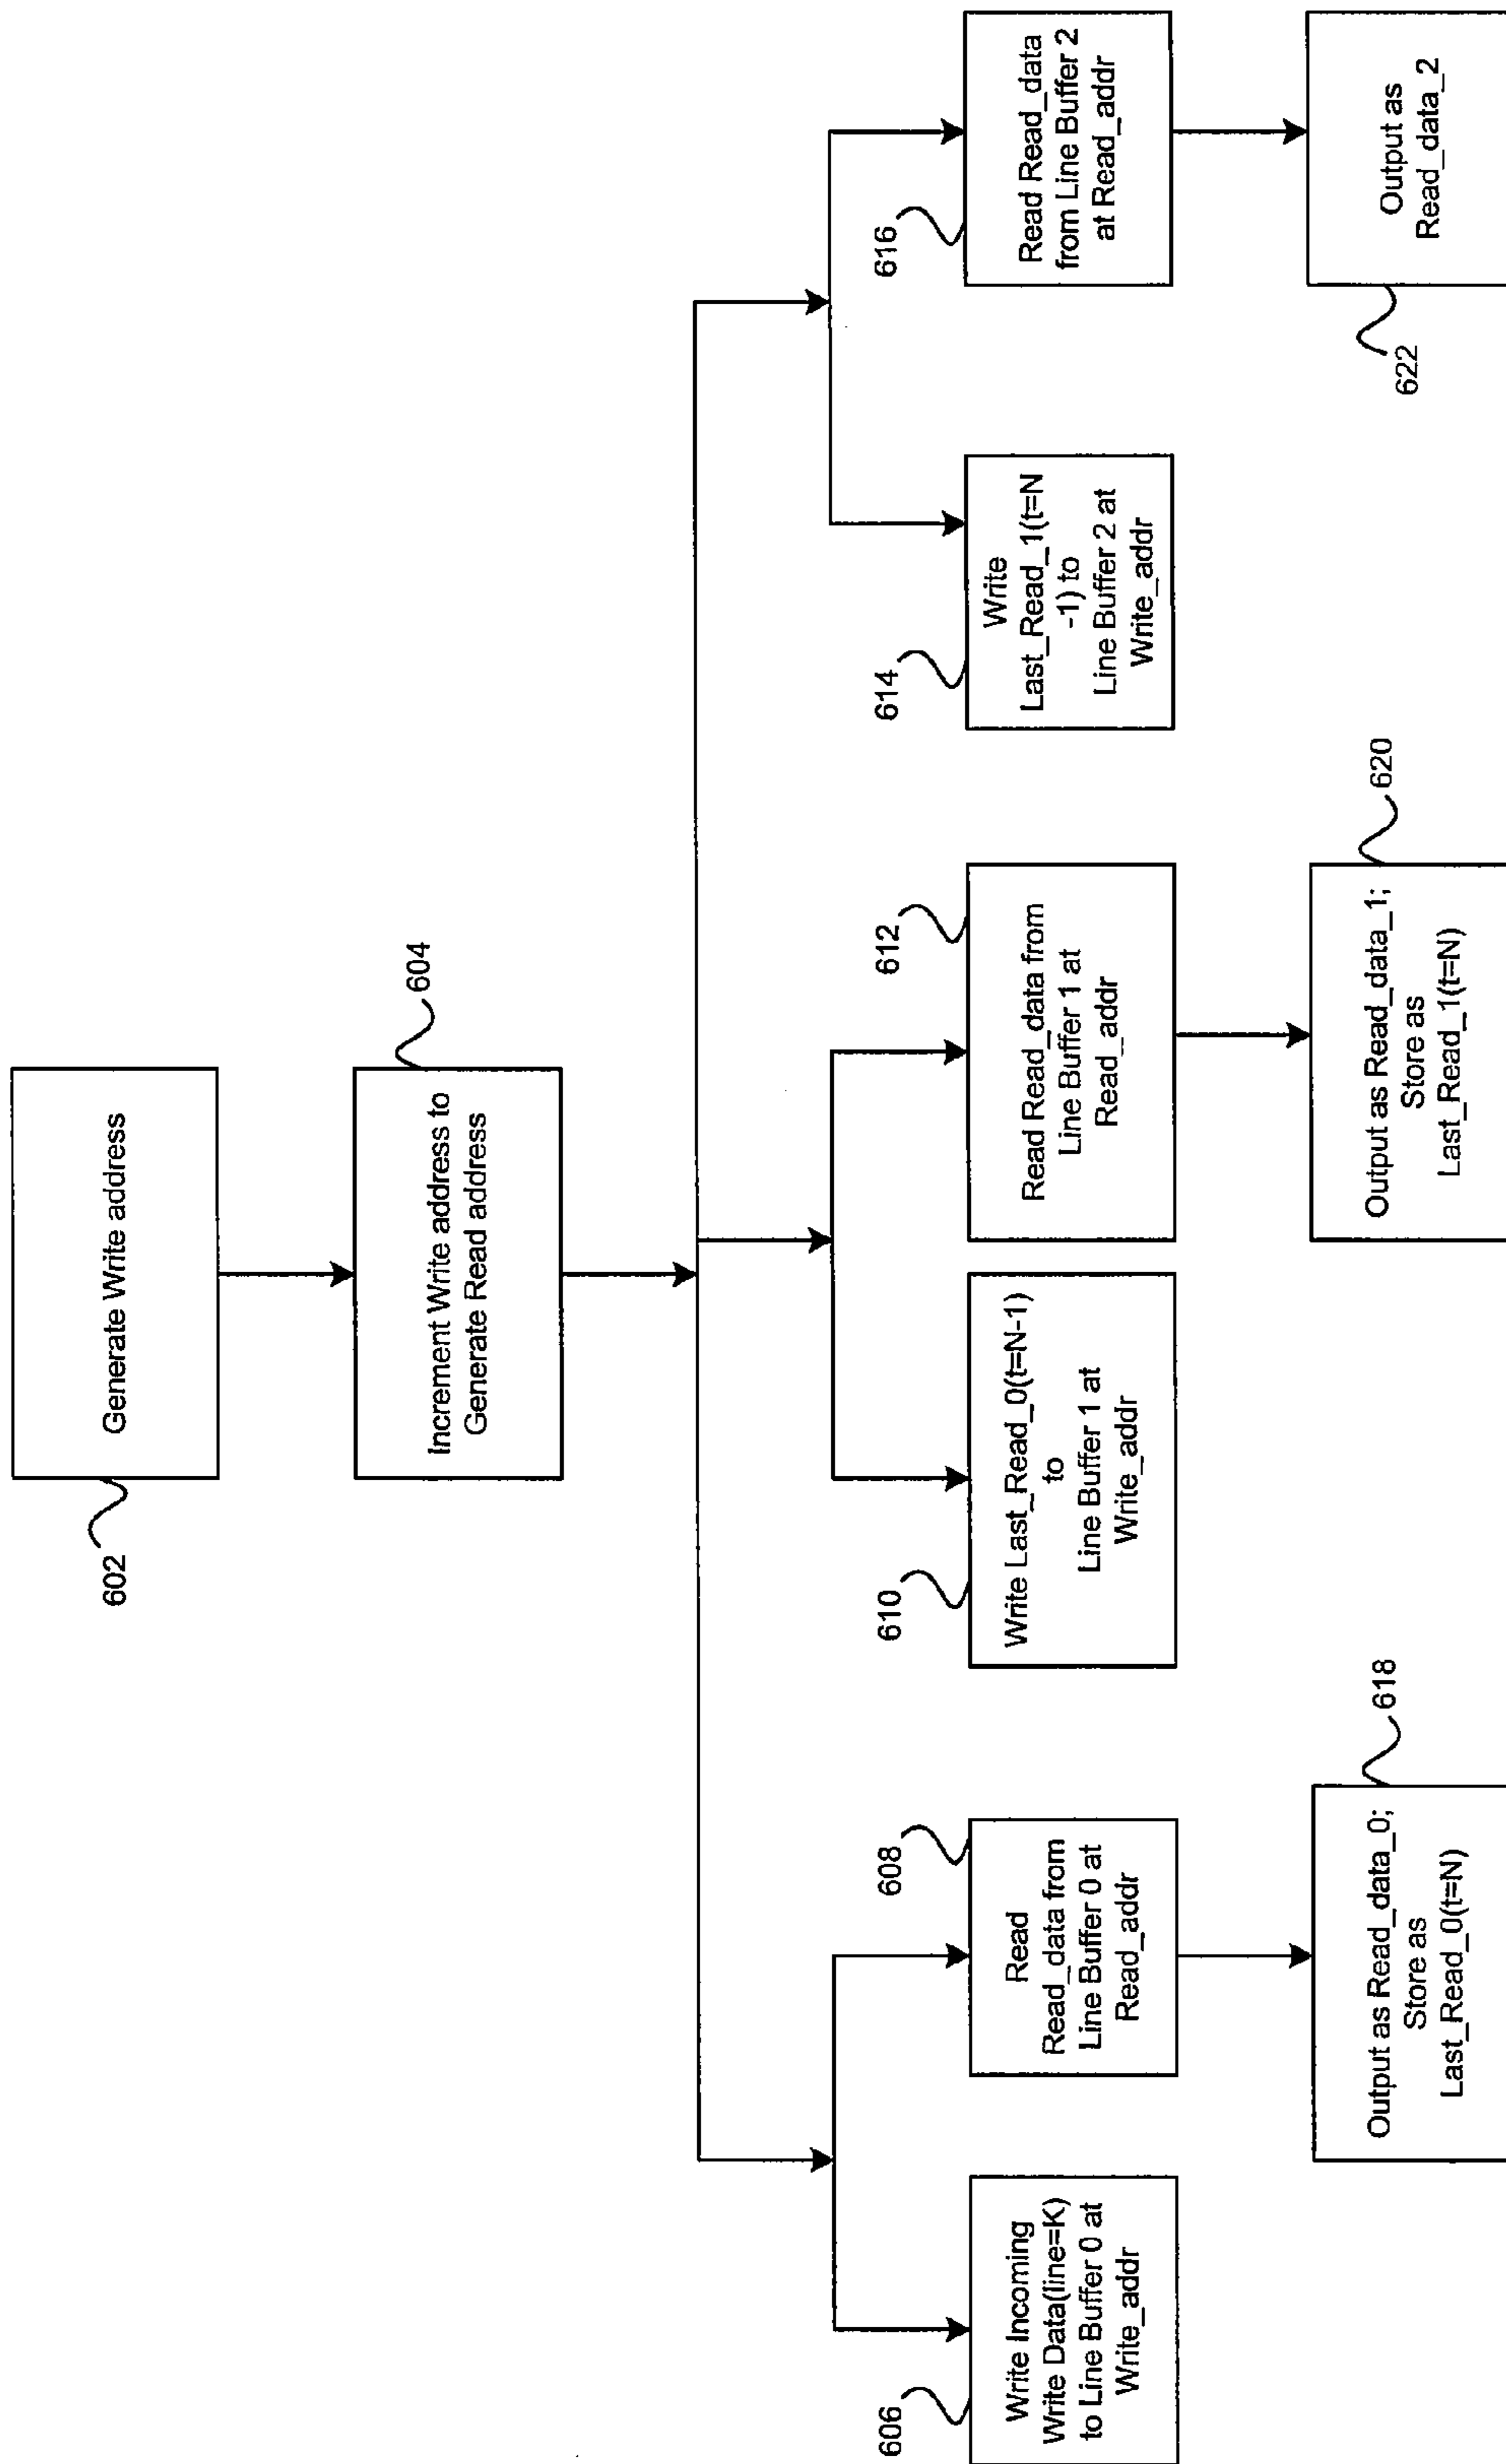 602
Generate Write address
604
Increment Write address to
Generate Read address
606
Write Incoming
Write Data(line=K)
to Line Buffer 0 at
Write_addr
608
Read
Read_data from
Line Buffer 0 at
Read_addr
610
Write Last_Read_0(t=N-1)
to
Line Buffer 1 at
Write_addr
612
Read Read_data from
Line Buffer 1 at
Read_addr
614
Write
Last_Read_1(t=N
-1) to
Line Buffer 2 at
Write_addr
616
Read Read_data
from Line Buffer 2
at Read_addr
618
Output as Read_data_0;
Store as
Last_Read_0(t=N)
620
Output as Read_data_1;
Store as
Last_Read_1(t=N)
622
Output as
Read_data_2